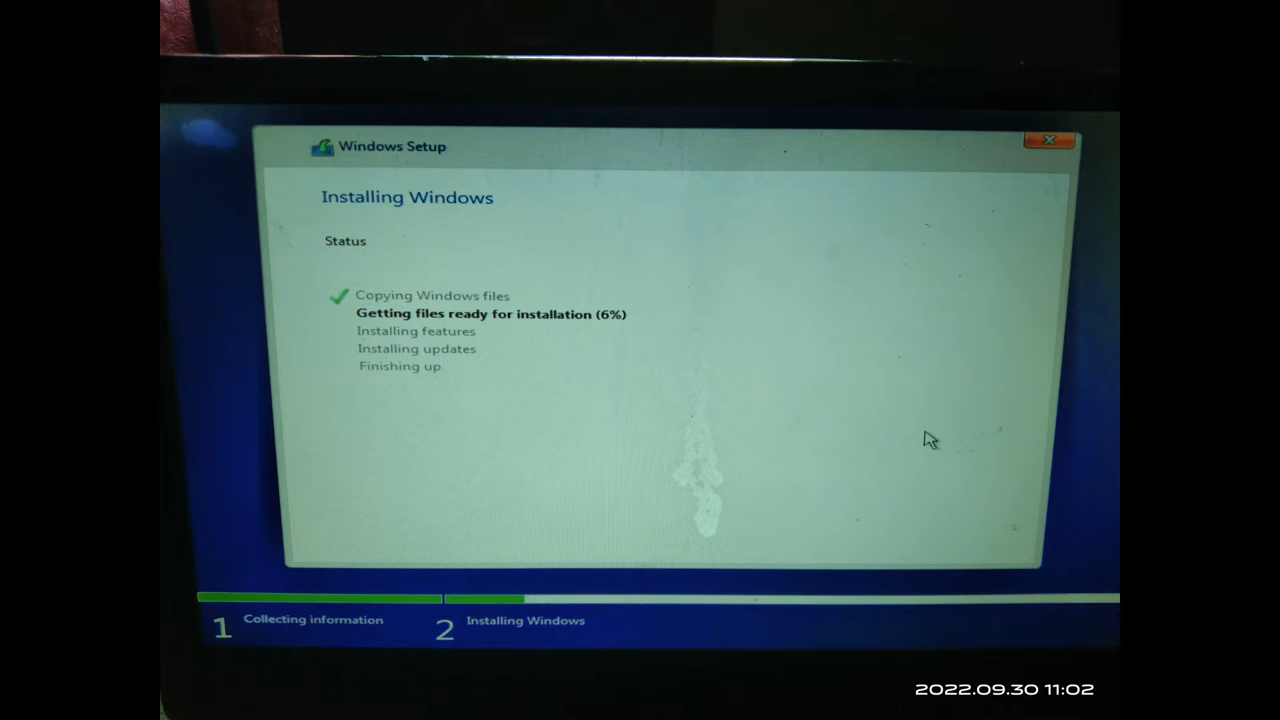 Windows Setup
Installing Windows
Status
Copying Windows files
Getting files ready for installation (6%)
Installing features
Installing updates
Finishing up
1 Collecting information
2 Installing Windows
2022.09.30 11:02